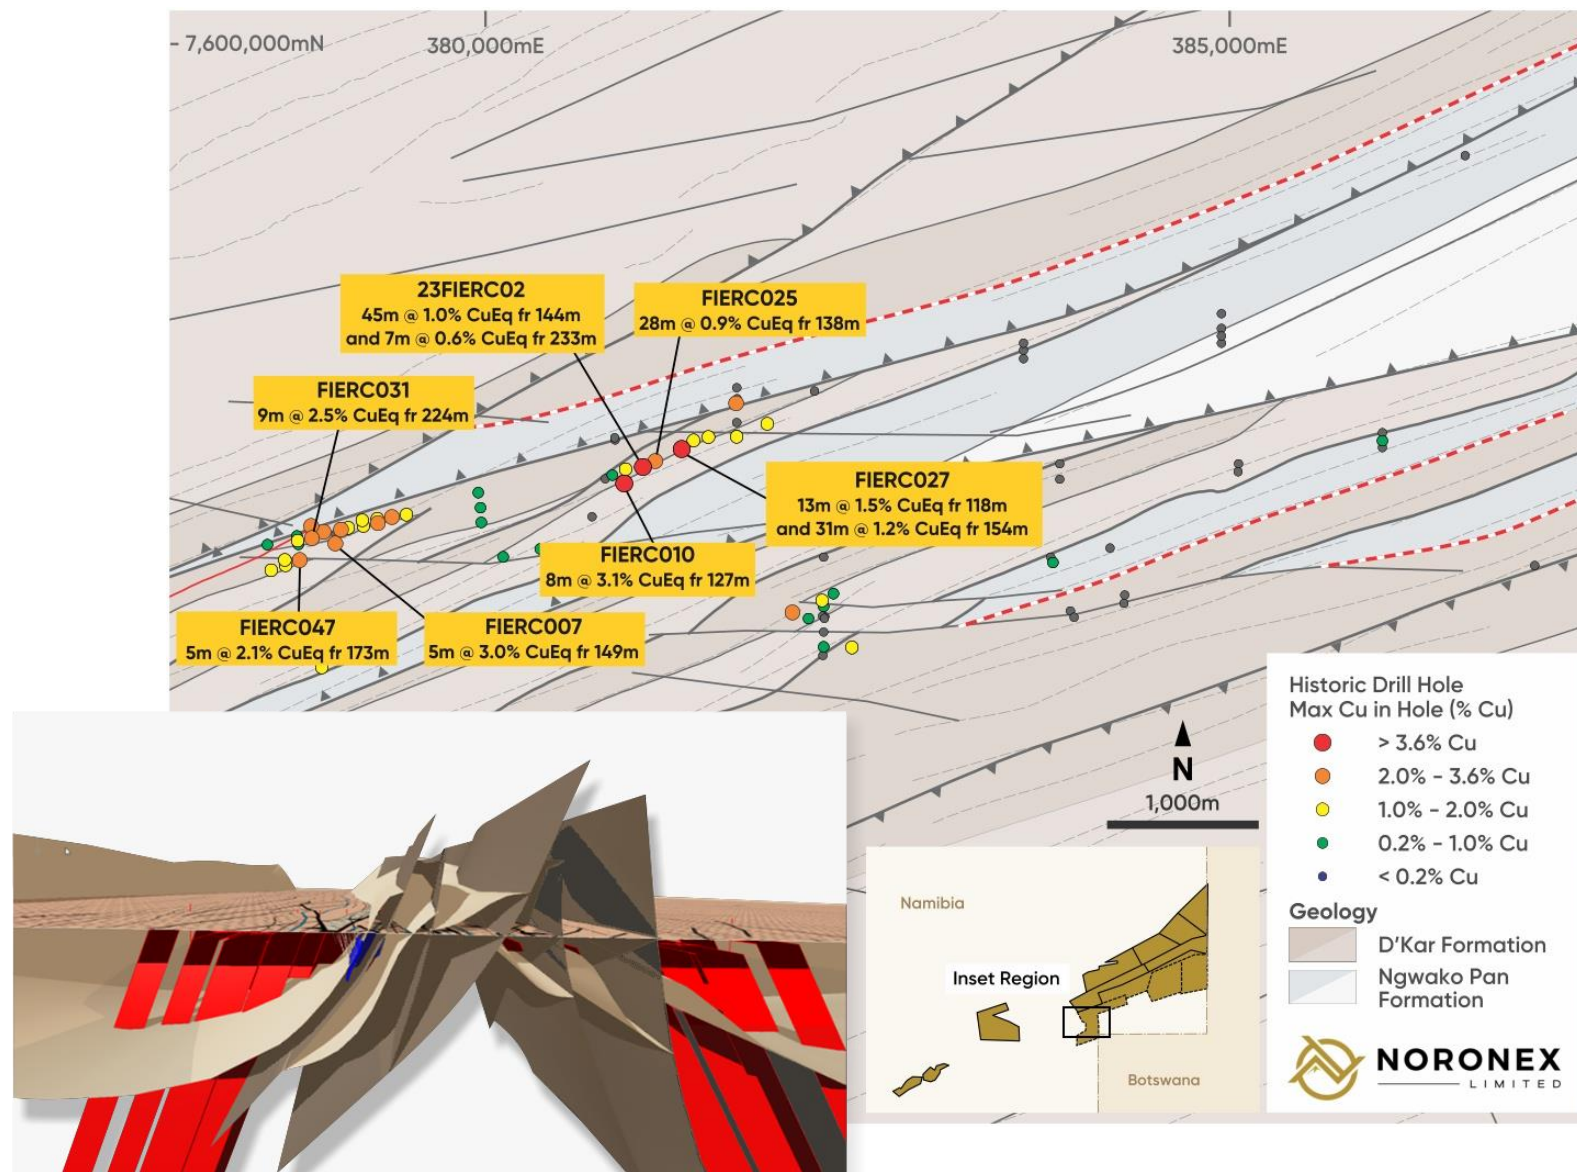 7,600,000mN
380,000mE
385,000mE
23FIERC02
45m @ 1.0% CuEq fr 144m
and 7m @ 0.6% CuEq fr 233m
FIERC025
28m @ 0.9% CuEq fr 138m
FIERC031
9m @ 2.5% CuEq fr 224m
FIERC027
13m @ 1.5% CuEq fr 118m
and 31m @ 1.2% CuEq fr 154m
FIERC010
8m @ 3.1% CuEq fr 127m
FIERC047
5m @ 2.1% CuEq fr 173m
FIERC007
5m @ 3.0% CuEq fr 149m
N
1,000m
Historic Drill Hole
Max Cu in Hole (% Cu)
> 3.6% Cu
2.0% - 3.6% Cu
1.0% - 2.0% Cu
0.2% - 1.0% Cu
< 0.2% Cu
Geology
D'Kar Formation
Ngwako Pan
Formation
Namibia
Inset Region
Botswana
NORONEX
LIMITED